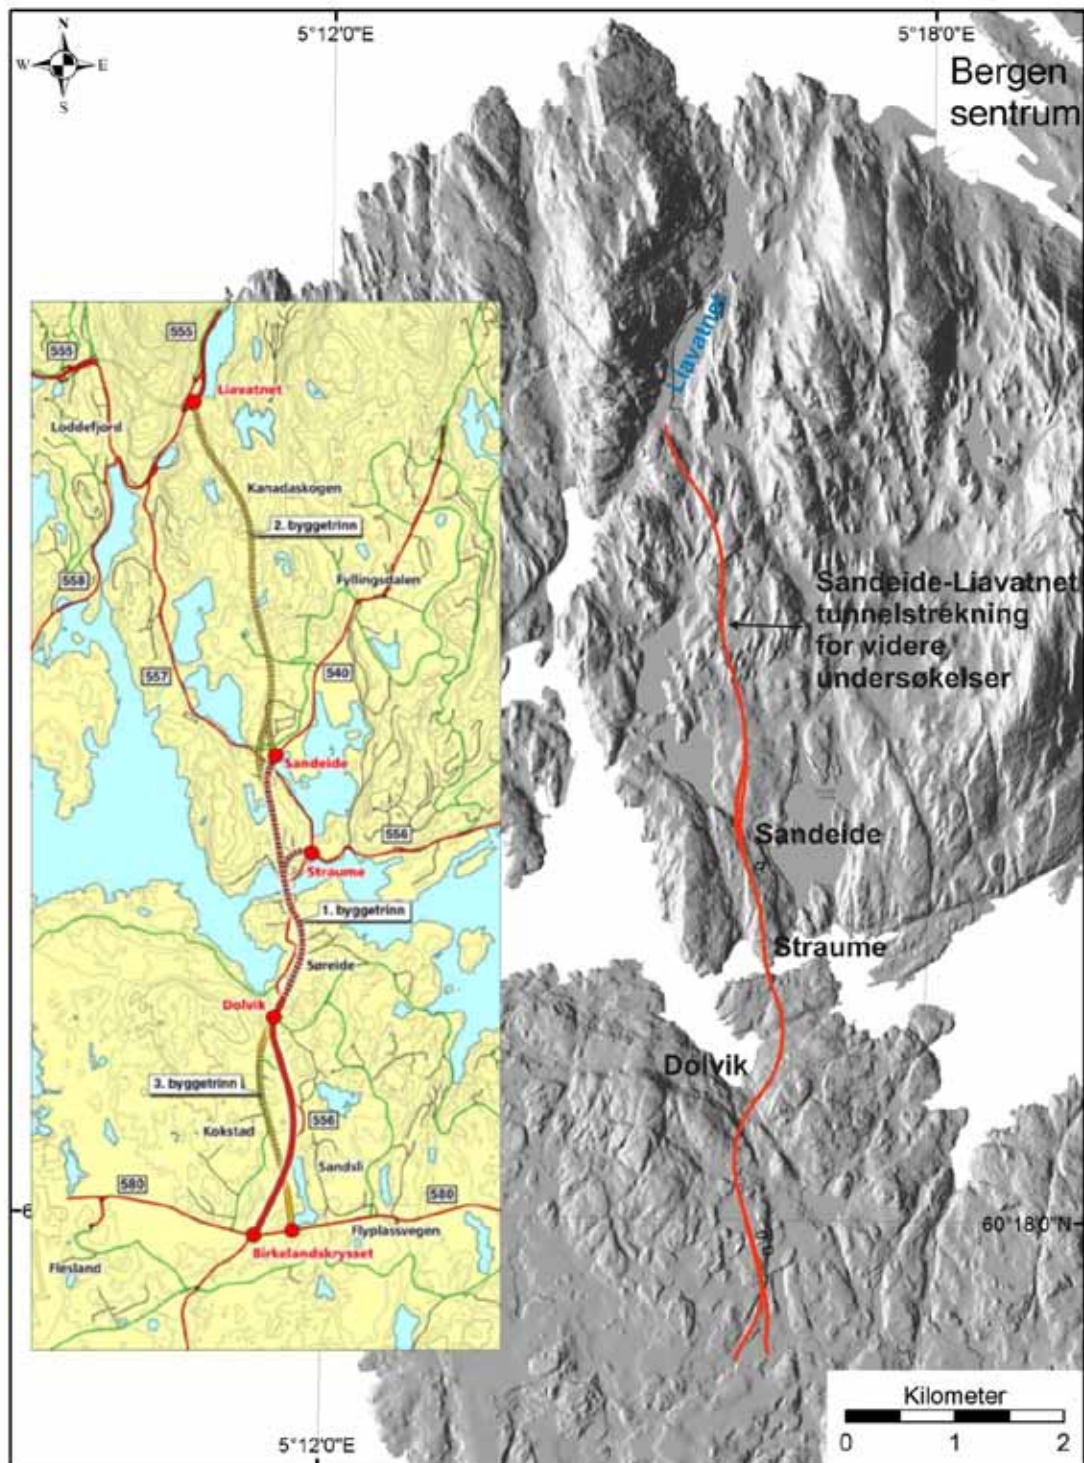 5°12'0"E
5°18'0"E
N
W
E
S
Bergen
sentrum
Liavatnet
555
555
Liavatnet
Loddefjord
Kanadaskogen
2. byggetrinn
558
Fyllingsdalen
557
540
Sandeide
556
Straume
1. byggetrinn
Søreide
Dolvik
3. byggetrinn
556
Kokstad
Sandsli
580
580
Flyplassvegen
Birkelandskrysset
Flesland
Sandeide-Liavatnet
tunnelstrekning
for videre
undersøkelser
Sandeide
Straume
Dolvik
6
60°18'0"N
Kilometer
0
1
2
5°12'0"E